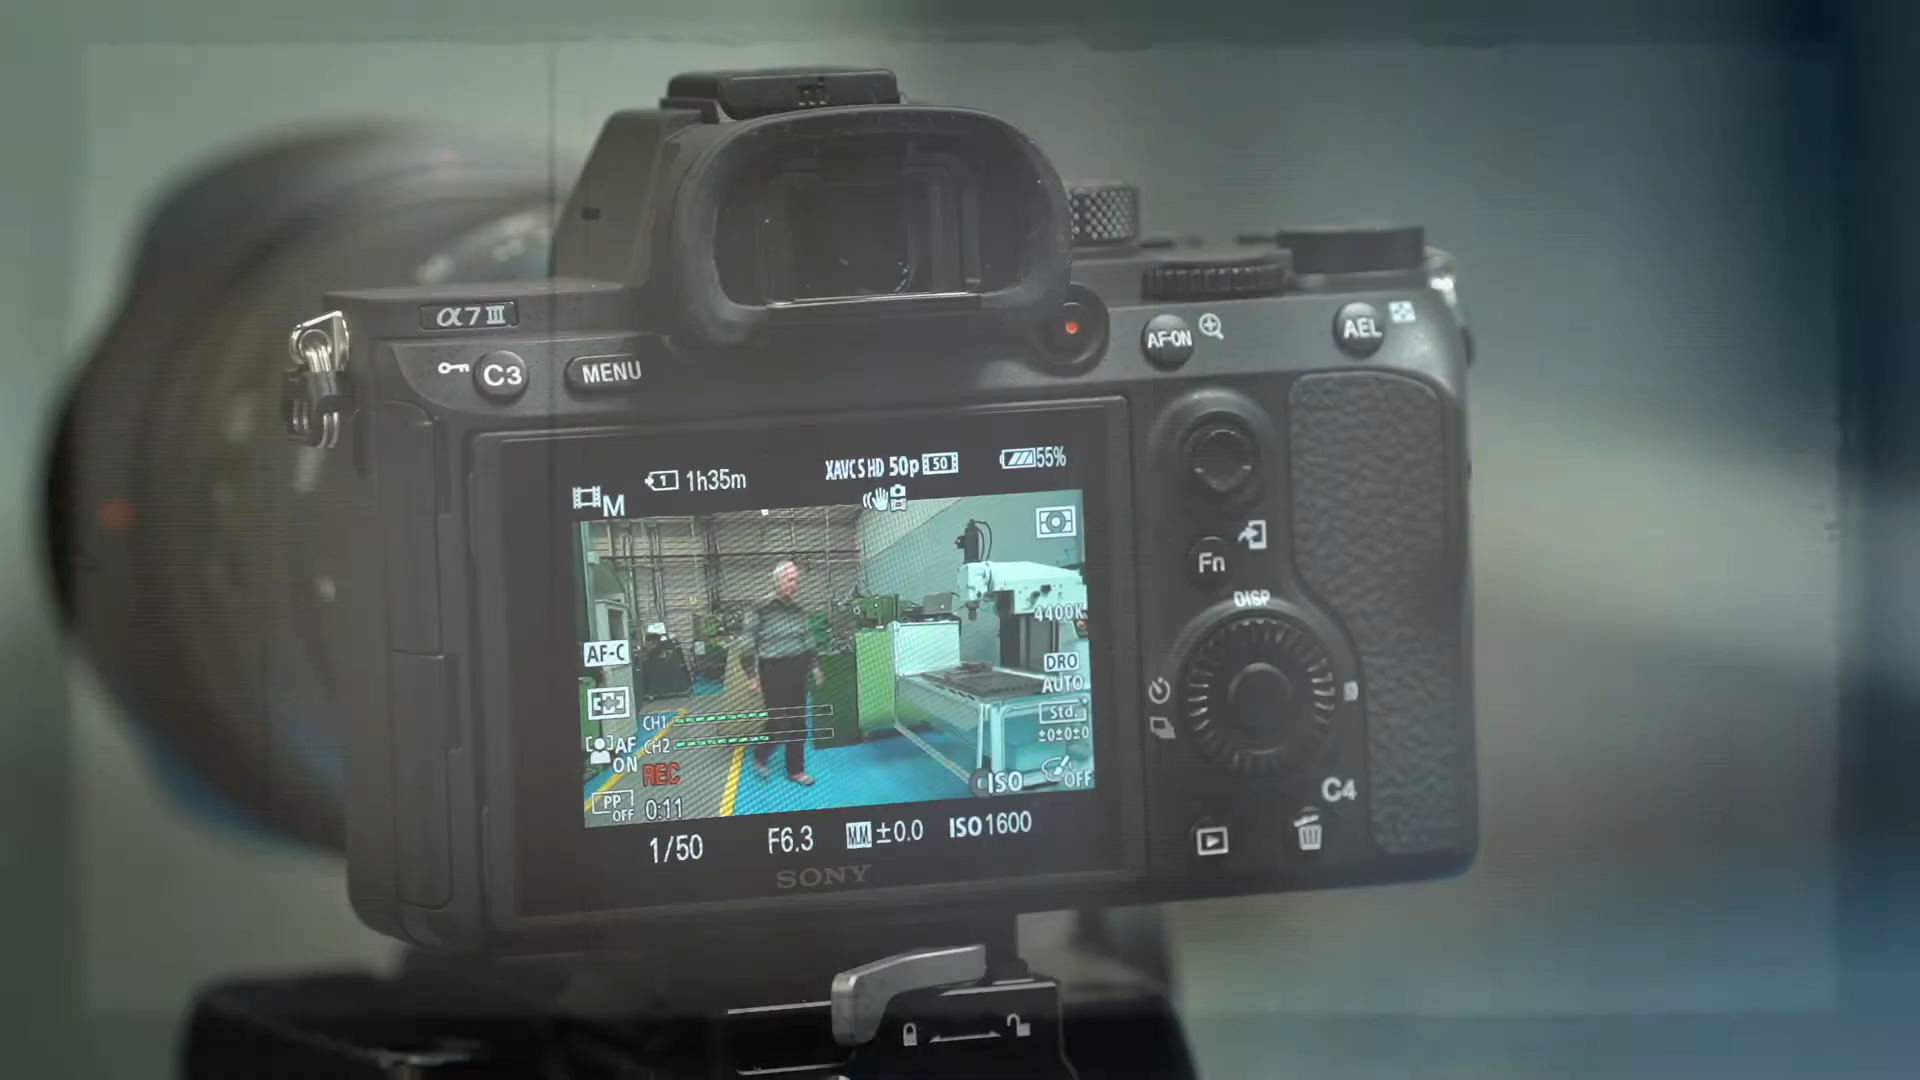 α7III
C3
MENU
AF-ON
AEL
1h35m
XAVC S HD 50p 50
55%
M
4400K
AF-C
DRO
AUTO
Std.
±0±0±0
CH1
CH2
AF
ON
REC
PP
OFF
0:11
ISO
OFF
1/50
F6.3
M.M. ±0.0
ISO 1600
SONY
Fn
DISP
C4